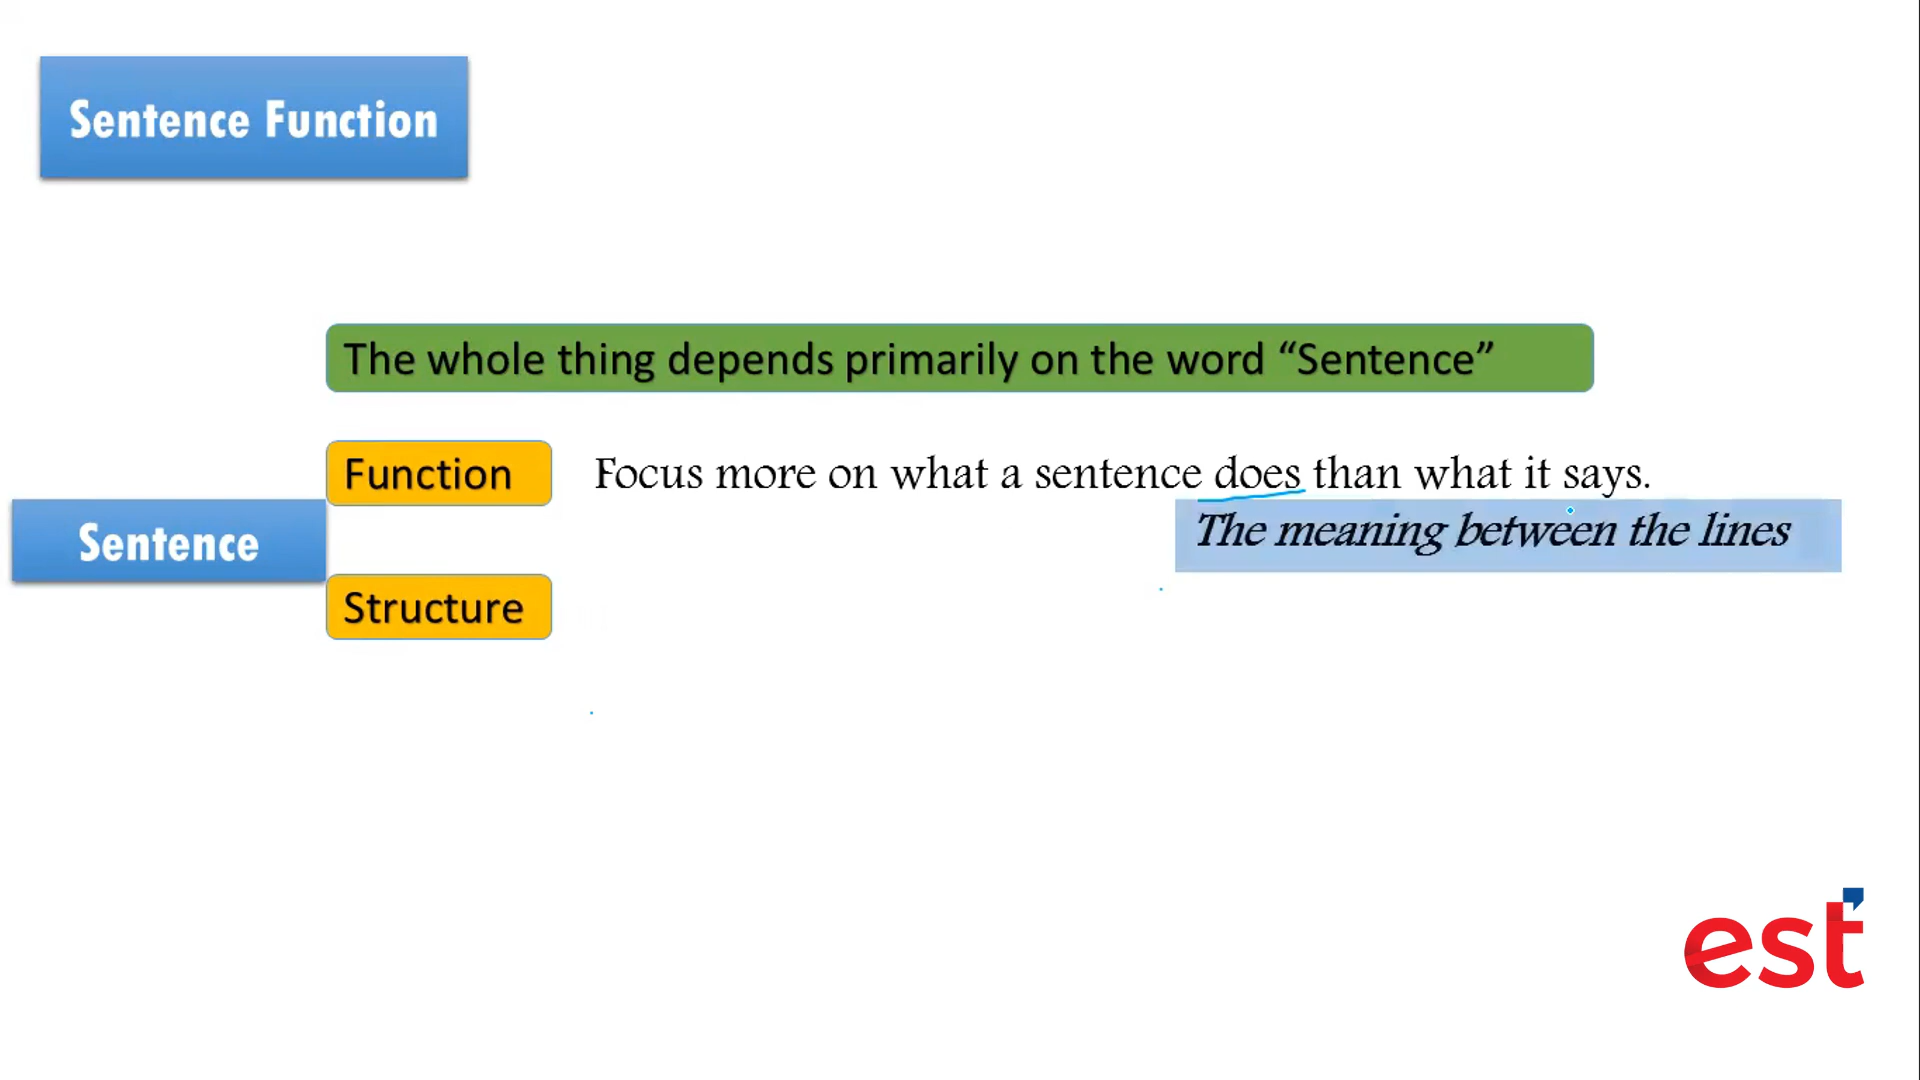 Sentence Function
The whole thing depends primarily on the word “Sentence”
Function
Focus more on what a sentence does than what it says.
The meaning between the lines
Sentence
Structure
est